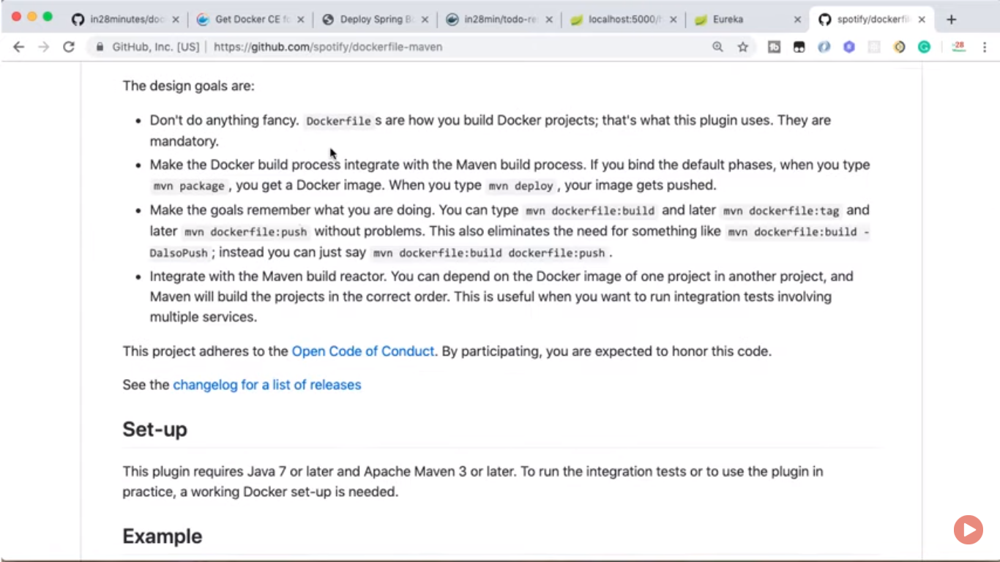 in28minutes/doc
Get Docker CE fo
Deploy Spring B
in28min/todo-re
localhost:5000/h
Eureka
spotify/dockerfil
GitHub, Inc. [US] | https://github.com/spotify/dockerfile-maven
-28
The design goals are:
• Don't do anything fancy. Dockerfile s are how you build Docker projects; that's what this plugin uses. They are
mandatory.
• Make the Docker build process integrate with the Maven build process. If you bind the default phases, when you type
mvn package , you get a Docker image. When you type mvn deploy , your image gets pushed.
• Make the goals remember what you are doing. You can type mvn dockerfile:build and later mvn dockerfile:tag and
later mvn dockerfile:push without problems. This also eliminates the need for something like mvn dockerfile:build -
DalsoPush ; instead you can just say mvn dockerfile:build dockerfile:push .
• Integrate with the Maven build reactor. You can depend on the Docker image of one project in another project, and
Maven will build the projects in the correct order. This is useful when you want to run integration tests involving
multiple services.
This project adheres to the Open Code of Conduct. By participating, you are expected to honor this code.
See the changelog for a list of releases
Set-up
This plugin requires Java 7 or later and Apache Maven 3 or later. To run the integration tests or to use the plugin in
practice, a working Docker set-up is needed.
Example